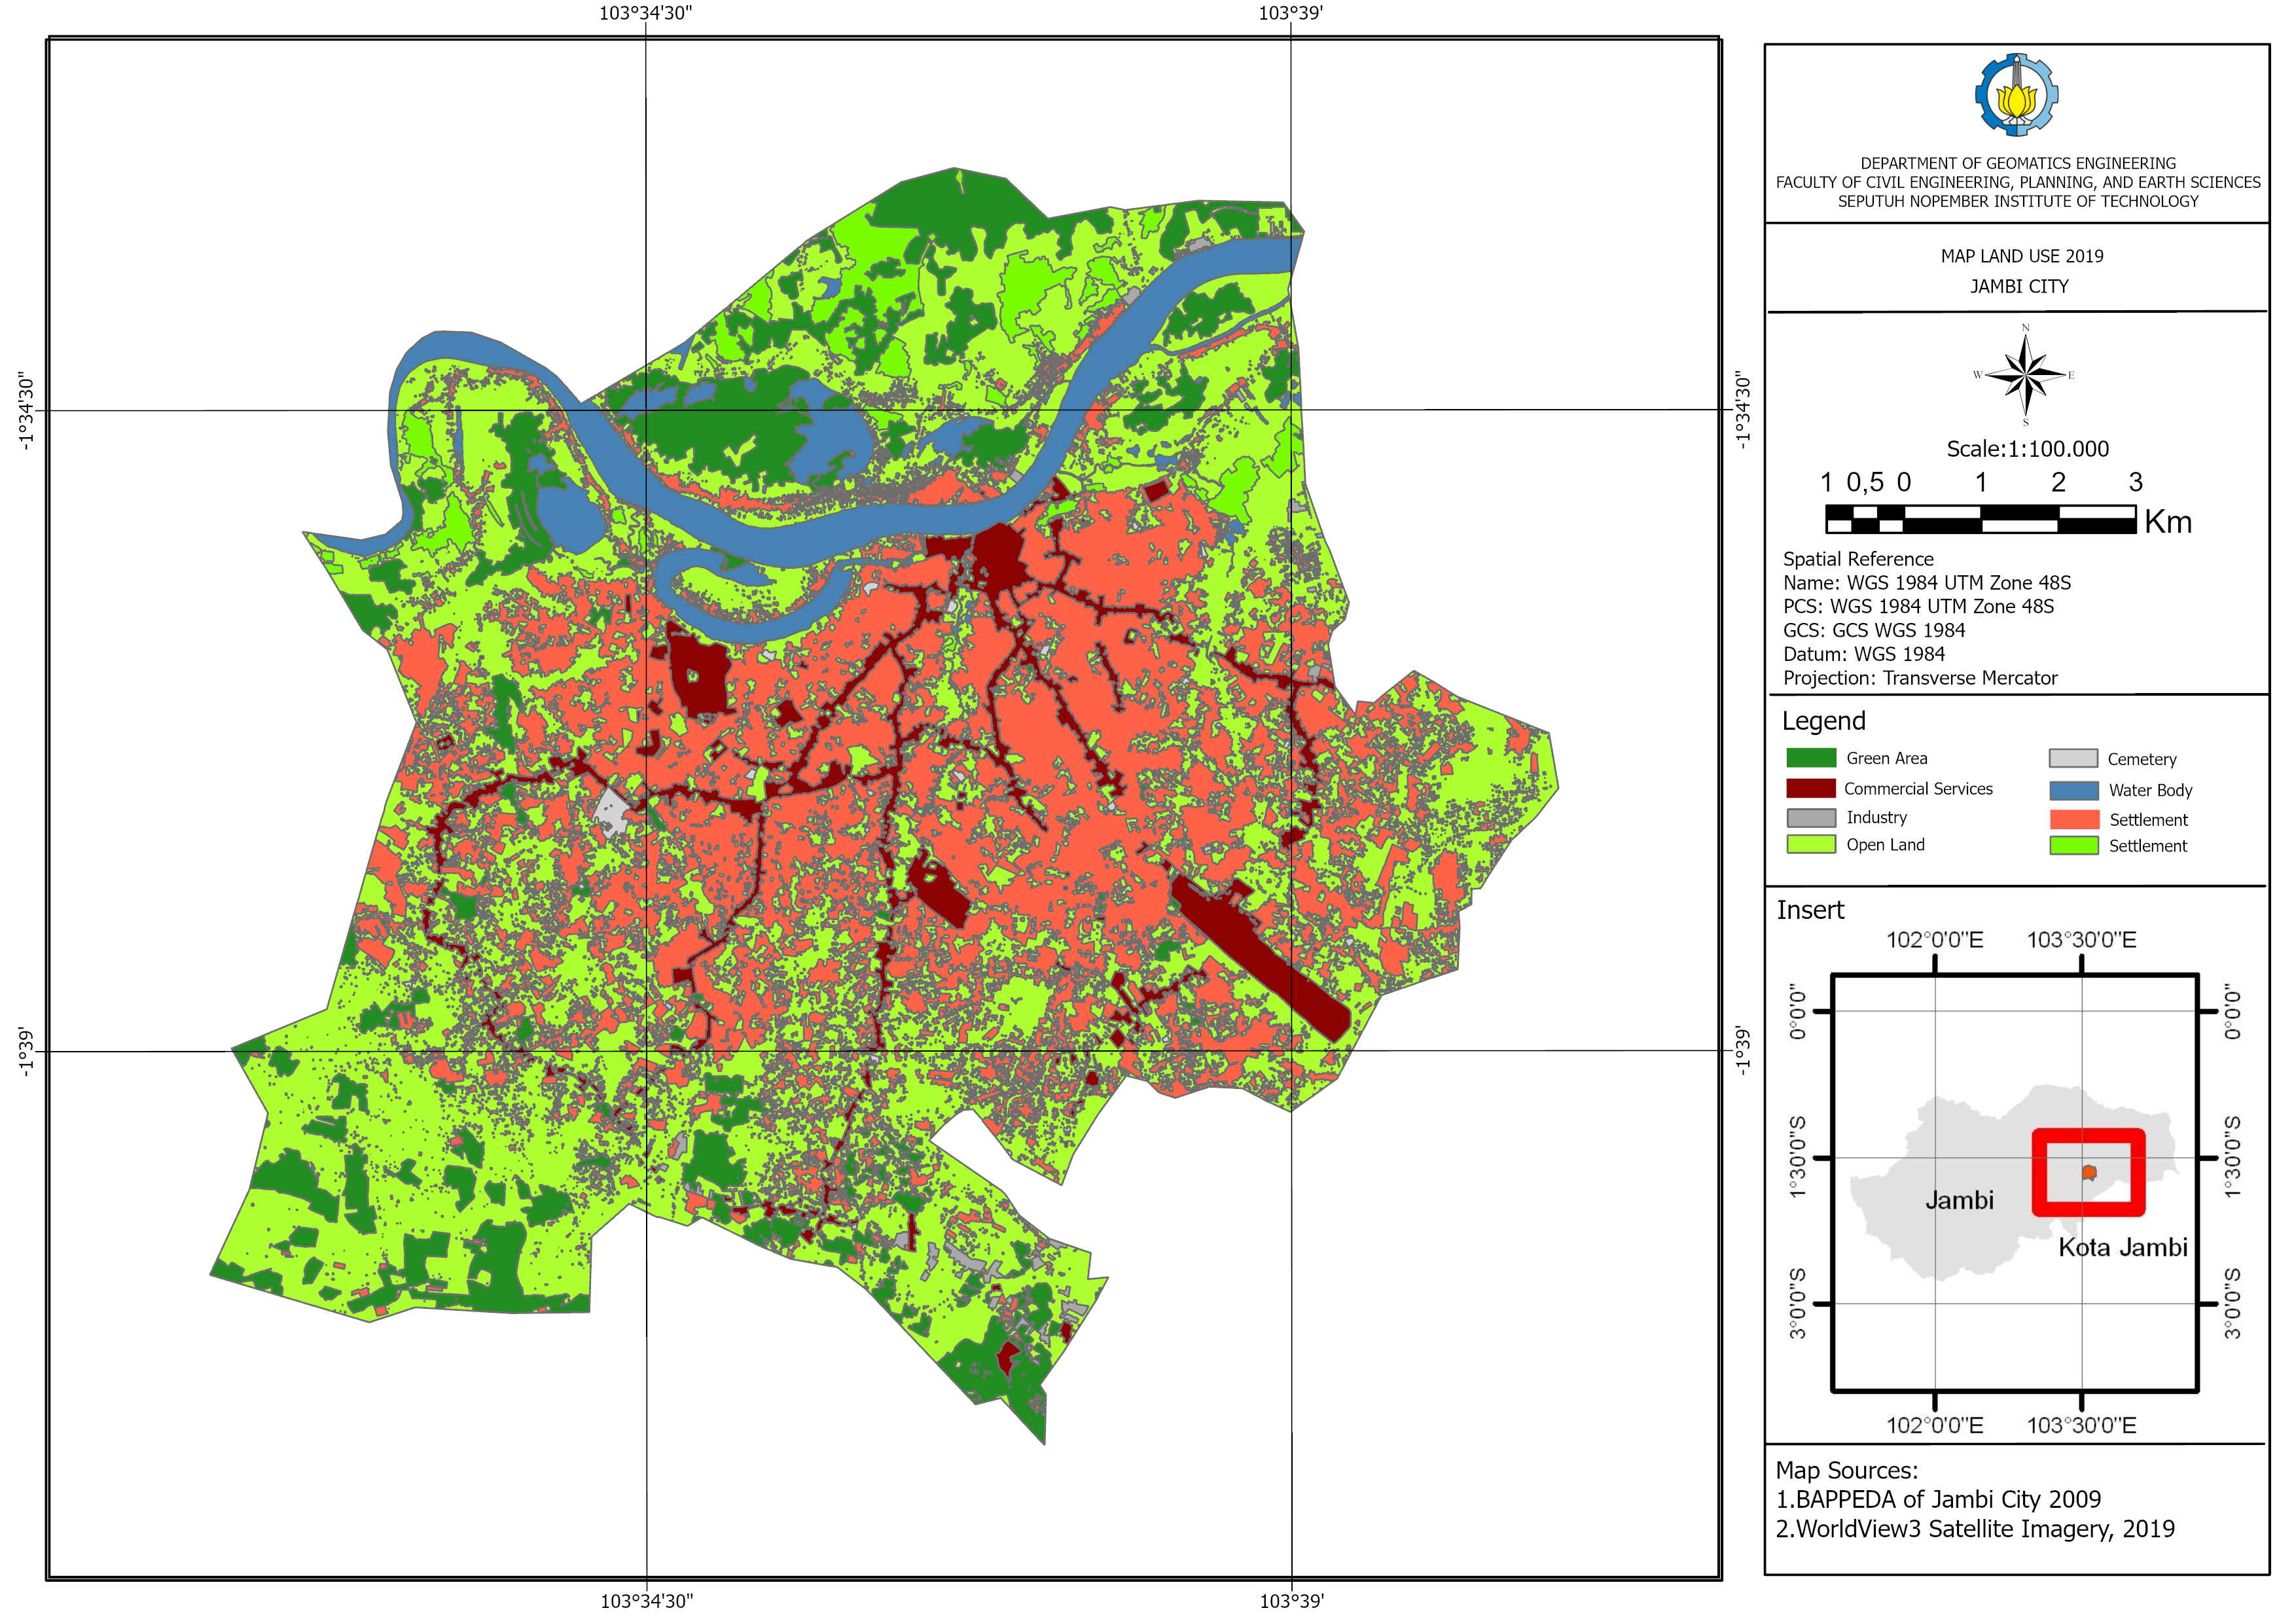 103°34'30"
103°39'
-1°34'30"
-1°34'30"
-1°39'
-1°39'
103°34'30"
103°39'
DEPARTMENT OF GEOMATICS ENGINEERING
FACULTY OF CIVIL ENGINEERING, PLANNING, AND EARTH SCIENCES
SEPUTUH NOPEMBER INSTITUTE OF TECHNOLOGY
MAP LAND USE 2019
JAMBI CITY
N
W
E
S
Scale:1:100.000
1 0,5 0 1 2 3
Km
Spatial Reference
Name: WGS 1984 UTM Zone 48S
PCS: WGS 1984 UTM Zone 48S
GCS: GCS WGS 1984
Datum: WGS 1984
Projection: Transverse Mercator
Legend
Green Area
Commercial Services
Industry
Open Land
Cemetery
Water Body
Settlement
Settlement
Insert
102°0'0"E 103°30'0"E
0°0'0"
0°0'0"
1°30'0"S
1°30'0"S
3°0'0"S
3°0'0"S
Jambi
Kota Jambi
102°0'0"E 103°30'0"E
Map Sources:
1.BAPPEDA of Jambi City 2009
2.WorldView3 Satellite Imagery, 2019